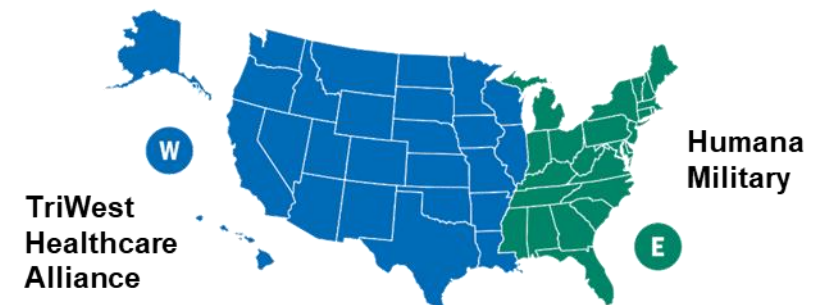 W
TriWest
Healthcare
Alliance
Humana
Military
E